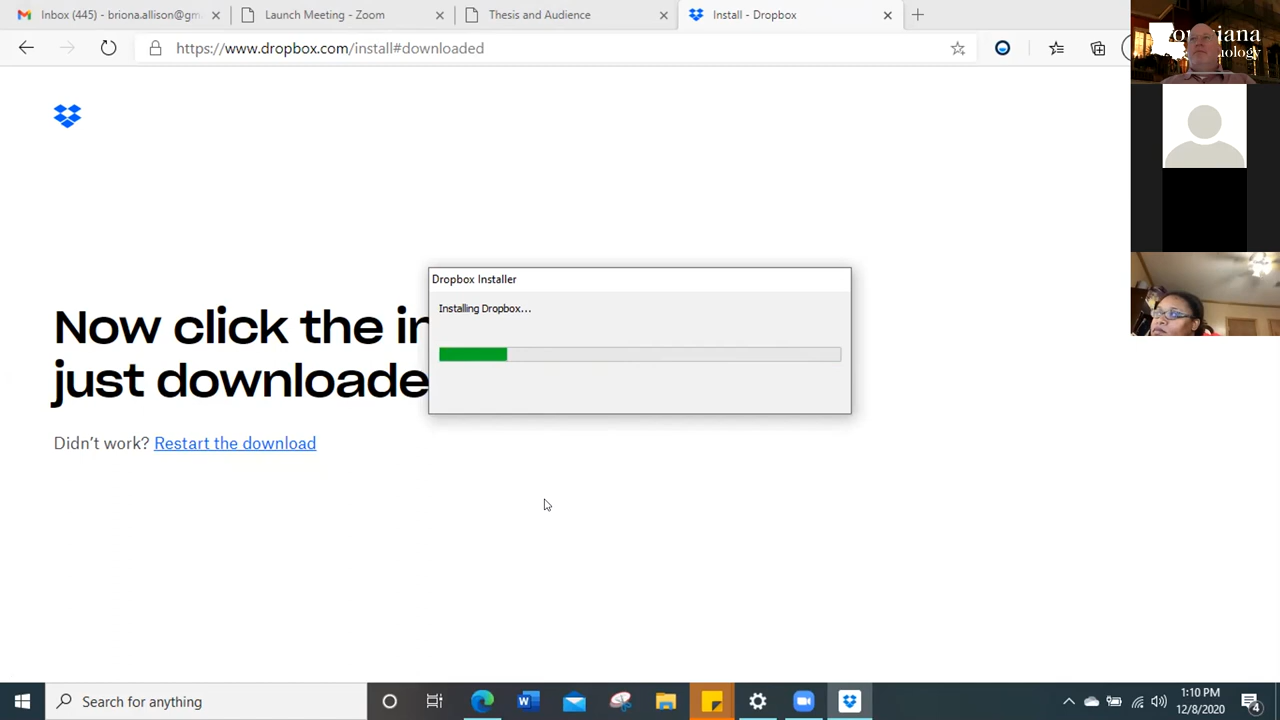 Inbox (445) - briona.allison@gm
Launch Meeting - Zoom
Thesis and Audience
Install - Dropbox
https://www.dropbox.com/install#downloaded
Dropbox Installer
Installing Dropbox...
Now click the
just downloade
Didn't work? Restart the download
Search for anything
1:10 PM
12/8/2020
4